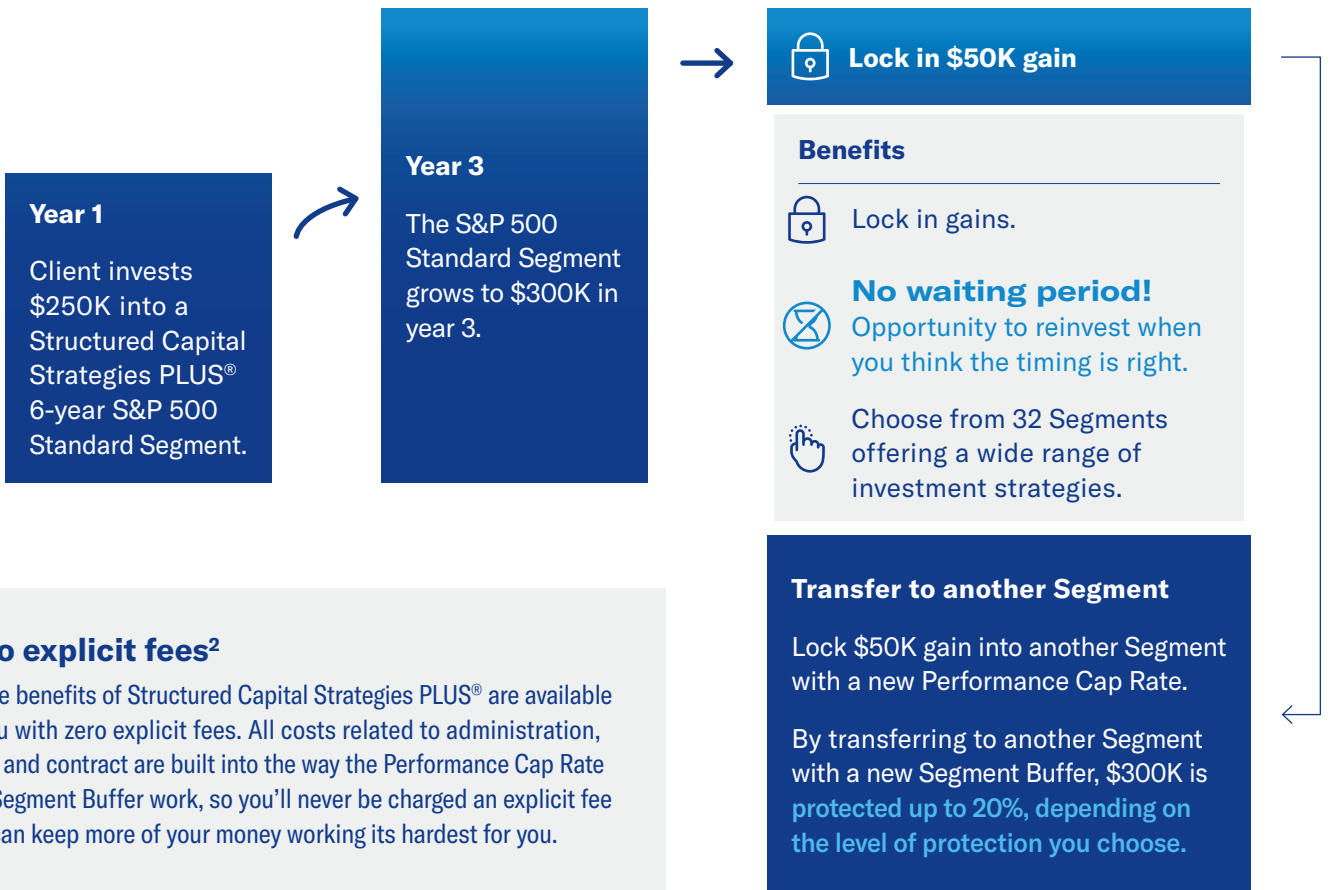 Year 1
Client invests
$250K into a
Structured Capital
Strategies PLUS®
6-year S&P 500
Standard Segment.
Year 3
The S&P 500
Standard Segment
grows to $300K in
year 3.
Lock in $50K gain
Benefits
Lock in gains.
No waiting period!
Opportunity to reinvest when
you think the timing is right.
Choose from 32 Segments
offering a wide range of
investment strategies.
Transfer to another Segment
Lock $50K gain into another Segment
with a new Performance Cap Rate.
By transferring to another Segment
with a new Segment Buffer, $300K is
protected up to 20%, depending on
the level of protection you choose.
explicit fees²
benefits of Structured Capital Strategies PLUS® are available
with zero explicit fees. All costs related to administration,
and contract are built into the way the Performance Cap Rate
Segment Buffer work, so you'll never be charged an explicit fee
can keep more of your money working its hardest for you.